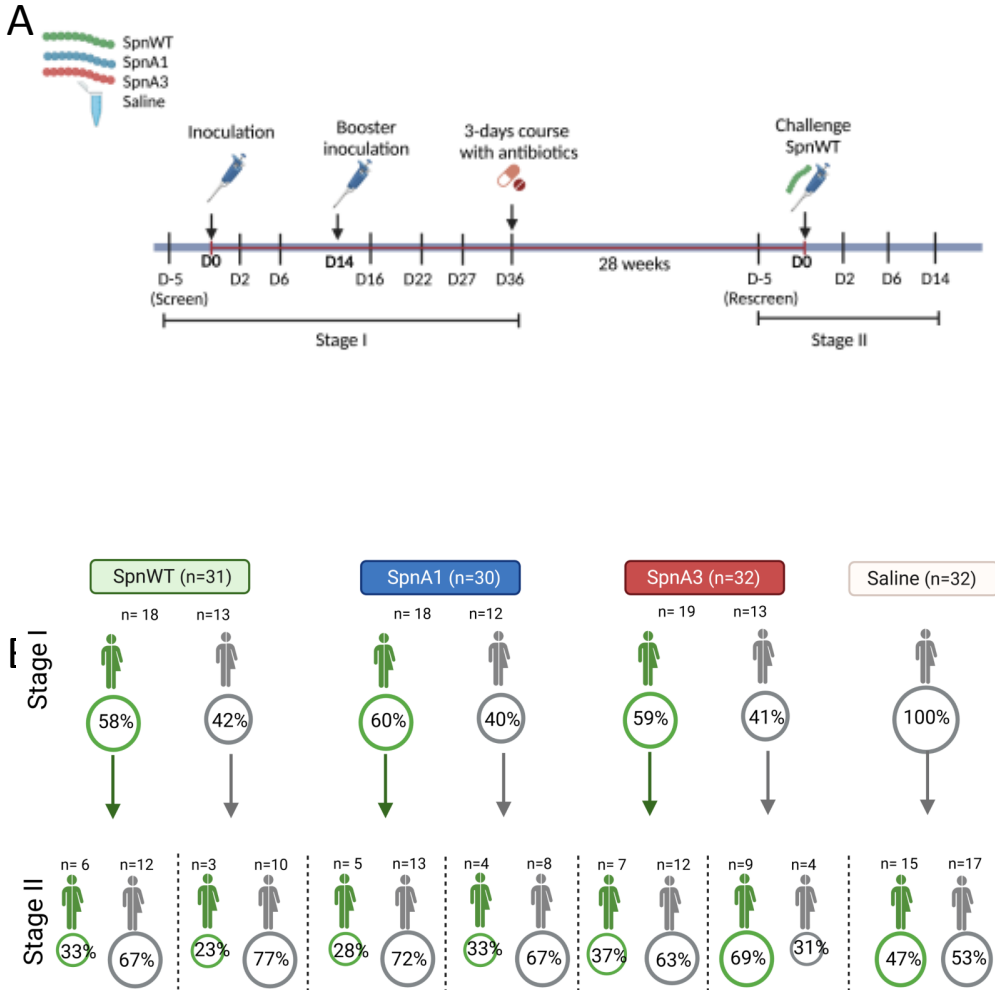 A
SpnWT
SpnA1
SpnA3
Saline
Inoculation
Booster
inoculation
3-days course
with antibiotics
Challenge
SpnWT
D0
D14
28 weeks
D0
D-5
D2
D6
D16
D22
D27
D36
D-5
D2
D6
D14
(Screen)
(Rescreen)
Stage I
Stage II
SpnWT (n=31)
SpnA1 (n=30)
SpnA3 (n=32)
Saline (n=32)
n= 18
n=13
n= 18
n=12
n= 19
n=13
Stage I
58%
42%
60%
40%
59%
41%
100%
n= 6
n=12
n=3
n=10
n= 5
n=13
n=4
n=8
n= 7
n=12
n=9
n=4
n= 15
n=17
Stage II
33%
67%
23%
77%
28%
72%
33%
67%
37%
63%
69%
31%
47%
53%